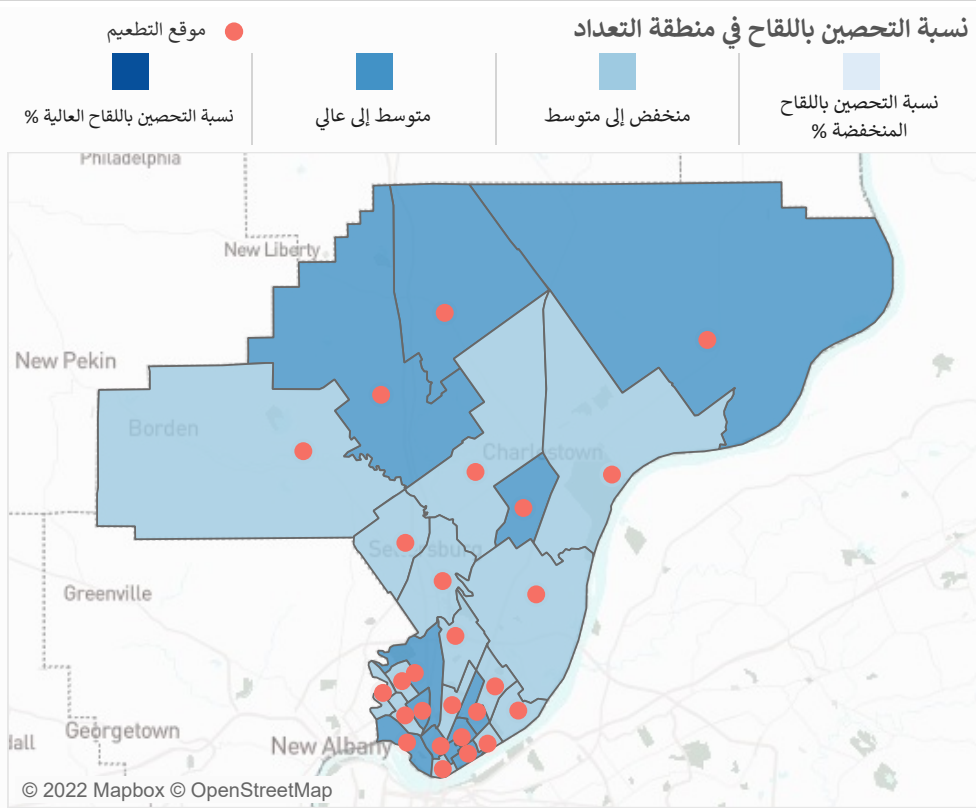 نسبة التحصين باللقاح في منطقة التعداد
موقع التطعيم
نسبة التحصين باللقاح
المنخفضة %
منخفض إلى متوسط
متوسط إلى عالي
نسبة التحصين باللقاح العالية %
Philadelphia
New Liberty
New Pekin
Borden
Charlestown
Sellersburg
Greenville
Georgetown
New Albany
© 2022 Mapbox © OpenStreetMap